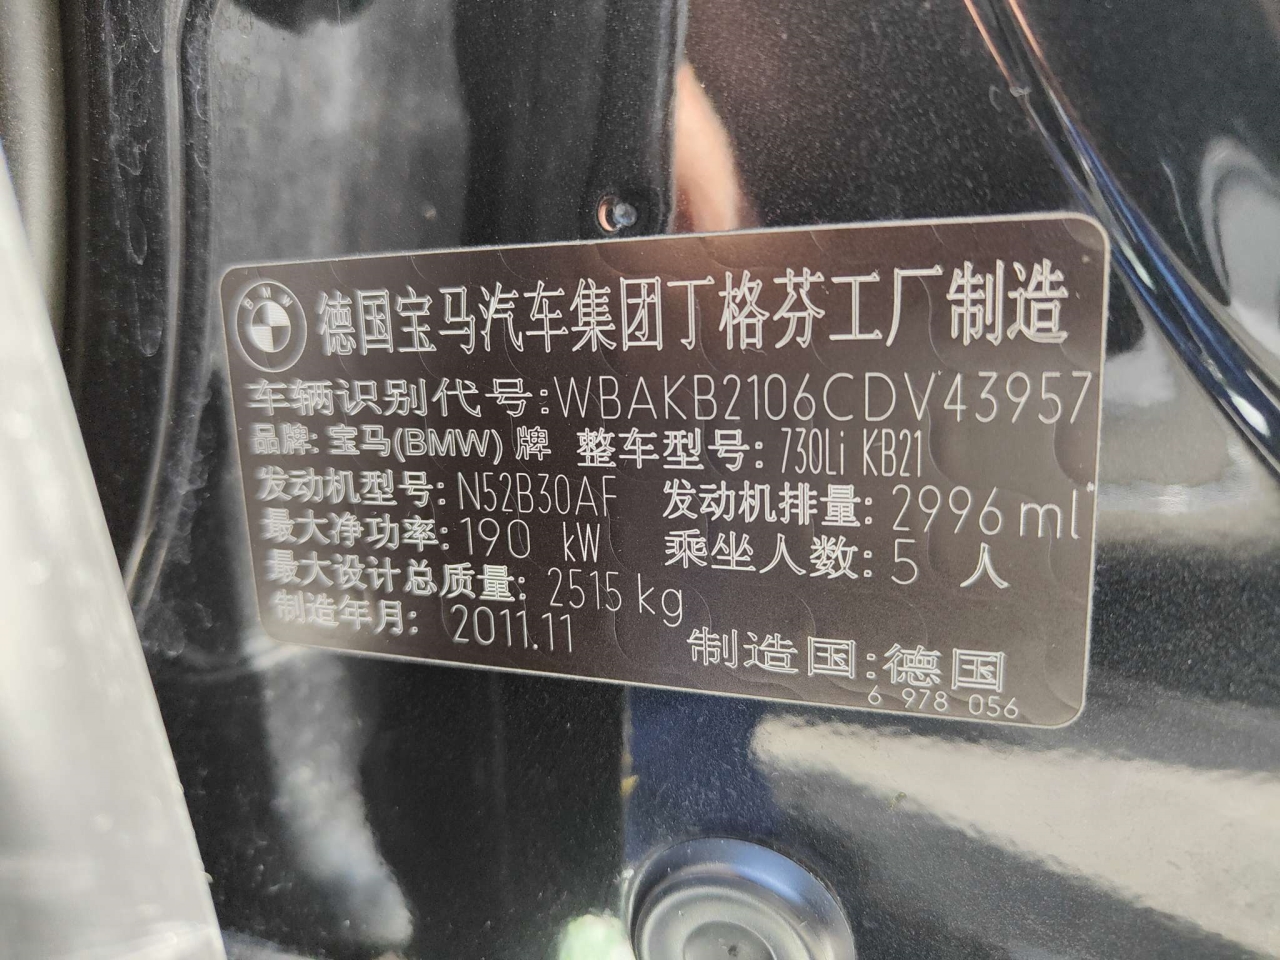 BMW
德国宝马汽车集团丁格芬工厂制造
车辆识别代号:WBAKB2106CDV43957
品牌: 宝马(BMW) 牌 整车型号: 730Li KB21
发动机型号: N52B30AF 发动机排量: 2996 ml
最大净功率: 190 kW 乘坐人数: 5 人
最大设计总质量: 2515 kg
制造年月: 2011.11 制造国: 德国
6 978 056